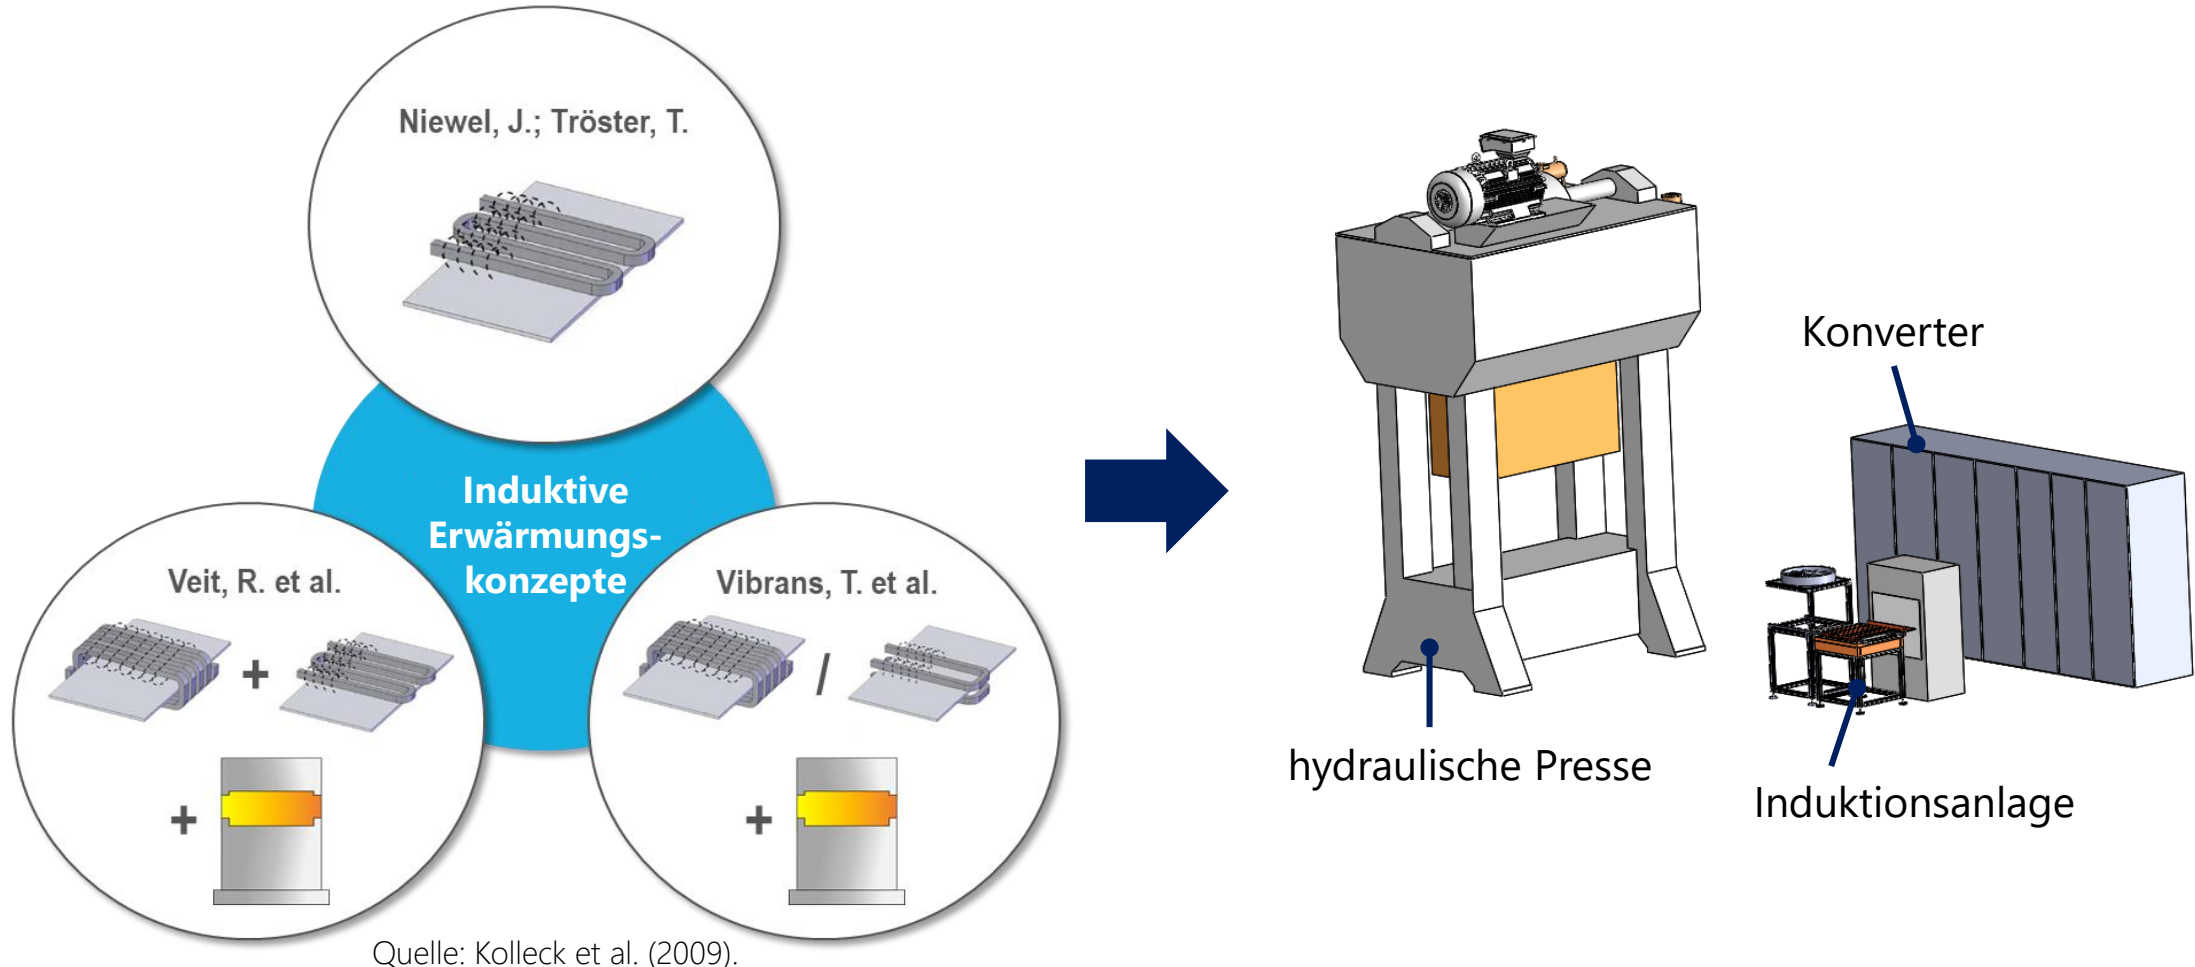 Niewel, J.; Tröster, T.
Induktive
Erwärmungs-
konzepte
Veit, R. et al.
+
+
Vibrans, T. et al.
/
+
Quelle: Kolleck et al. (2009).
Konverter
hydraulische Presse
Induktionsanlage